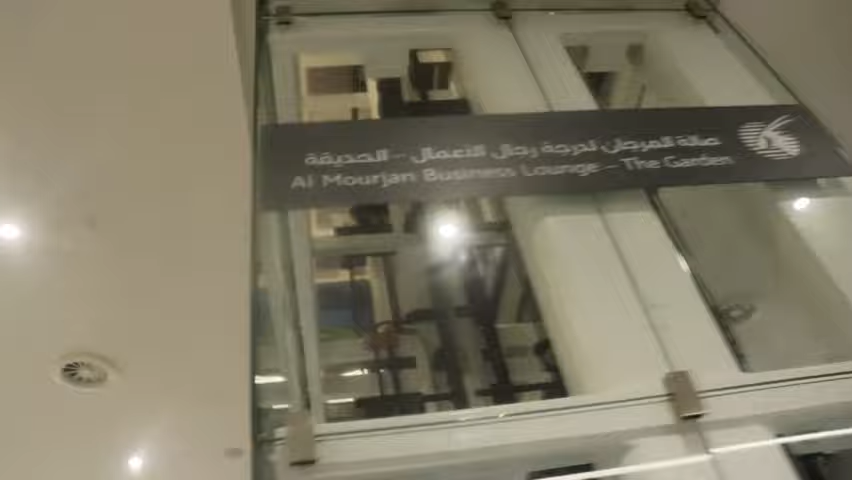 صالة المرجان لدرجة رجال الأعمال - الحديقة
Al Mourjan Business Lounge - The Garden